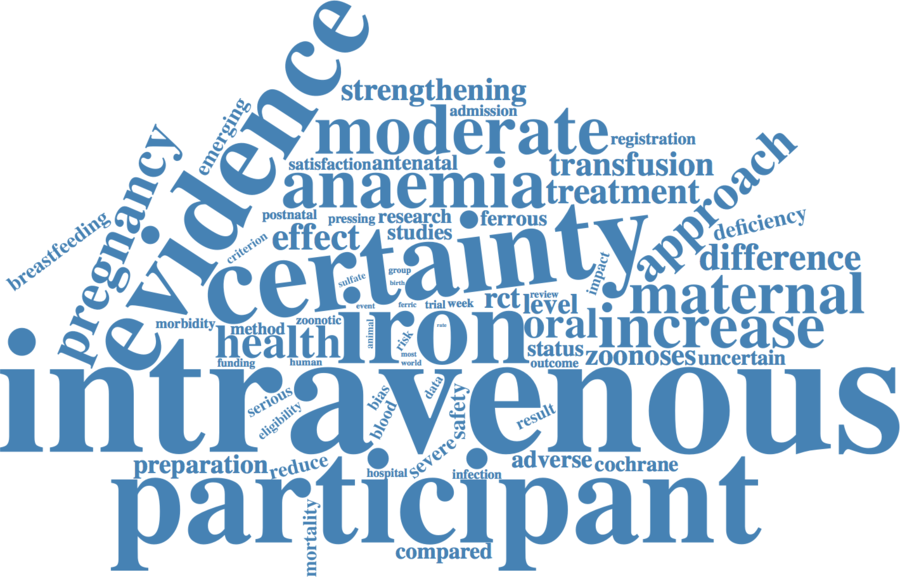 evidence
strengthening
admission
emerging
moderate
registration
pregnancy
satisfaction
antenatal
transfusion
approach
anaemia
treatment
breastfeeding
postnatal
pressing
research
ferrous
deficiency
criterion
effect
studies
certainty
difference
sulfate
group
birth
impact
maternal
event
ferric
trial
week
rct
review
level
morbidity
method
zoonotic
animal
iron
risk
rate
oral
increase
health
most
status
zoonoses
uncertain
funding
human
world
outcome
intravenous
serious
eligibility
bias
blood
data
safety
result
severe
preparation
reduce
hospital
infection
adverse
cochrane
participant
mortality
compared